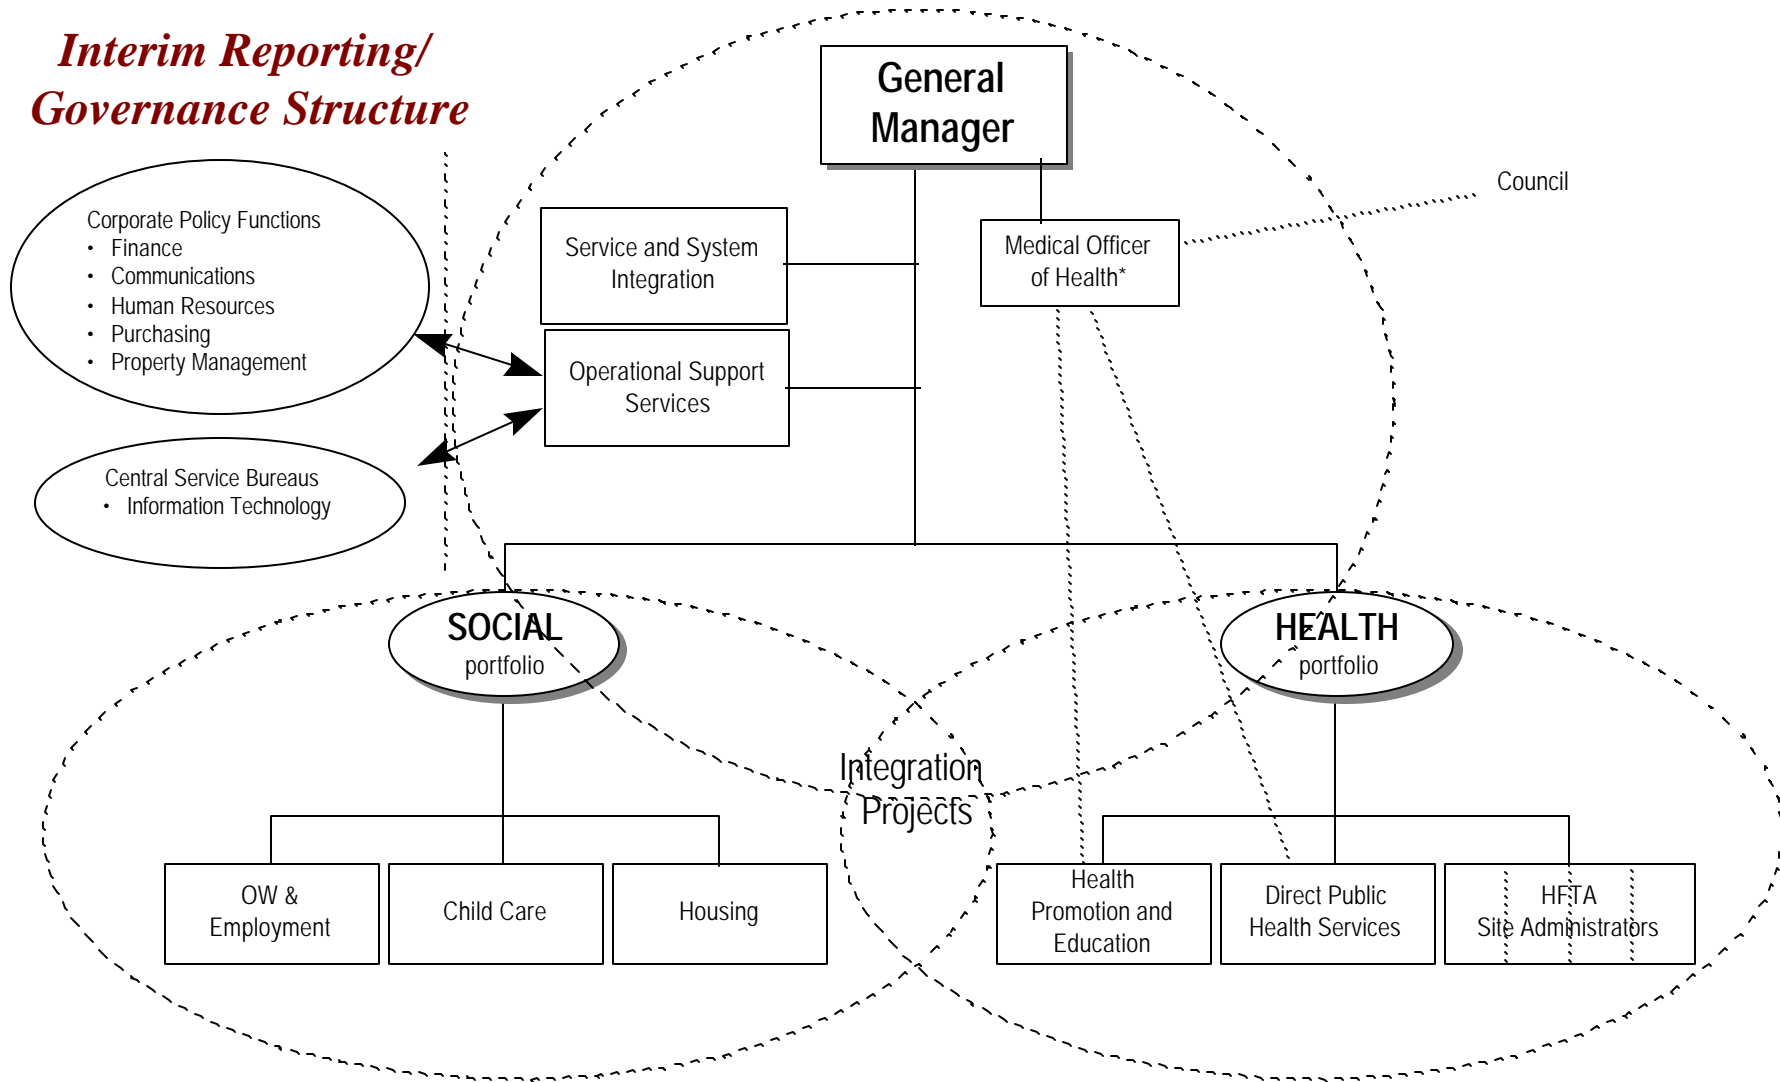 Interim Reporting/
Governance Structure
General
Manager
Council
Corporate Policy Functions
• Finance
• Communications
• Human Resources
• Purchasing
• Property Management
Service and System
Integration
Medical Officer
of Health*
Operational Support
Services
Central Service Bureaus
• Information Technology
SOCIAL
portfolio
HEALTH
portfolio
Integration
Projects
OW &
Employment
Child Care
Housing
Health
Promotion and
Education
Direct Public
Health Services
HFTA
Site Administrators